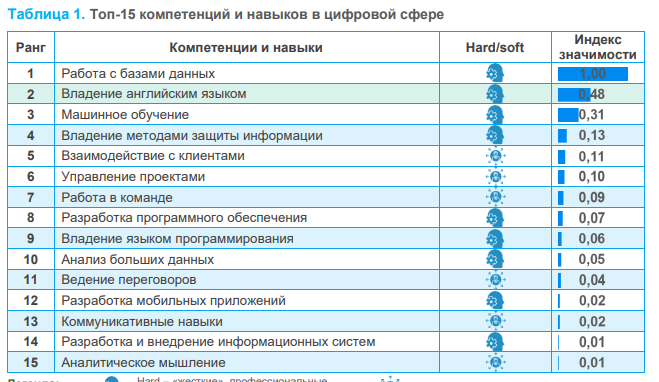 Таблица 1. Топ-15 компетенций и навыков в цифровой сфере
Ранг Компетенции и навыки Hard/soft Индекс значимости
1 Работа с базами данных 1,00
2 Владение английским языком 0,48
3 Машинное обучение 0,31
4 Владение методами защиты информации 0,13
5 Взаимодействие с клиентами 0,11
6 Управление проектами 0,10
7 Работа в команде 0,09
8 Разработка программного обеспечения 0,07
9 Владение языком программирования 0,06
10 Анализ больших данных 0,05
11 Ведение переговоров 0,04
12 Разработка мобильных приложений 0,02
13 Коммуникативные навыки 0,02
14 Разработка и внедрение информационных систем 0,01
15 Аналитическое мышление 0,01
Hard – «жесткие», профессиональные